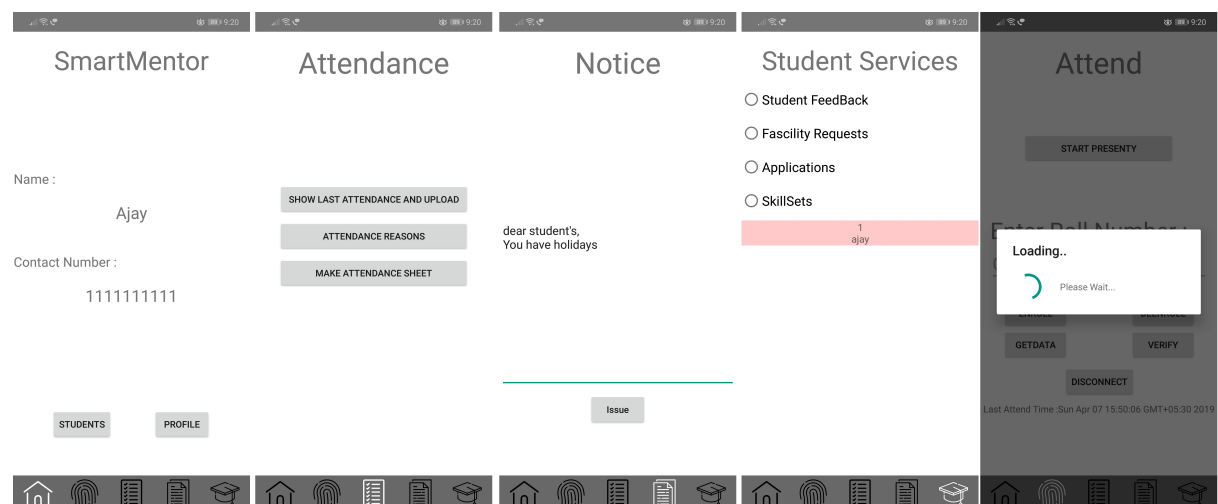 9:20
SmartMentor
Name :
Ajay
Contact Number :
1111111111
STUDENTS
PROFILE
9:20
Attendance
SHOW LAST ATTENDANCE AND UPLOAD
ATTENDANCE REASONS
MAKE ATTENDANCE SHEET
9:20
Notice
dear student's,
You have holidays
Issue
9:20
Student Services
Student FeedBack
Fascility Requests
Applications
SkillSets
1
ajay
9:20
Attend
START PRESENTY
Enter Roll Number :
Loading..
Please Wait...
GETDATA
VERIFY
DISCONNECT
Last Attend Time :Sun Apr 07 15:50:06 GMT+05:30 2019